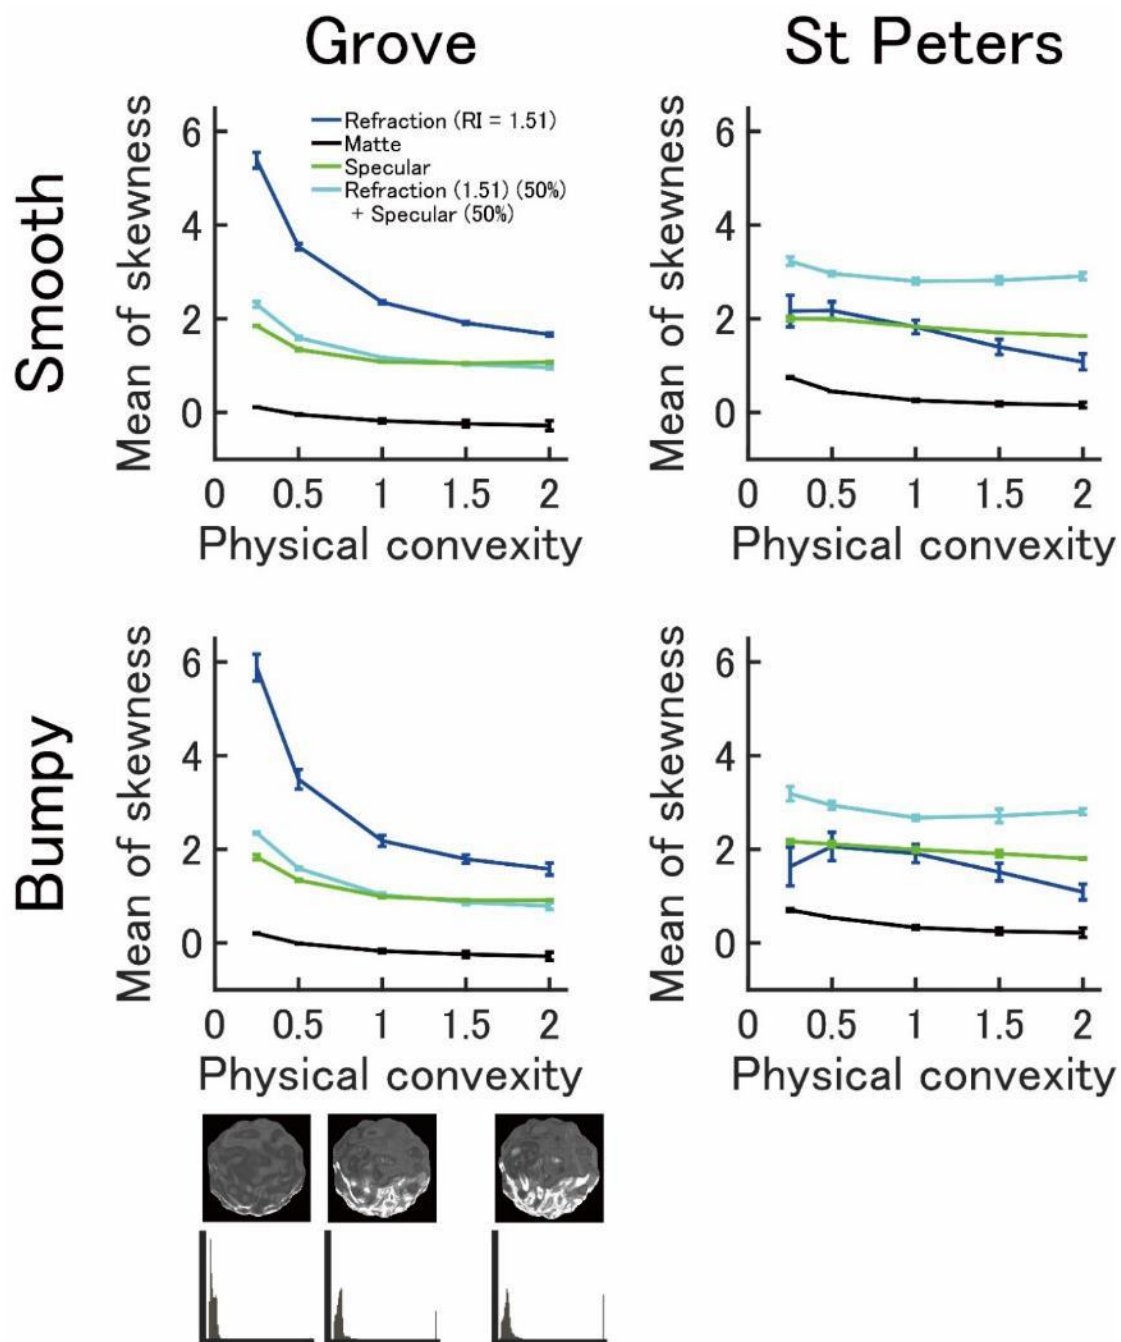 Grove
St Peters
Smooth
Mean of skewness
6
4
2
0
Refraction (RI = 1.51)
Matte
Specular
Refraction (1.51) (50%)
+ Specular (50%)
0 0.5 1 1.5 2
Physical convexity
Mean of skewness
6
4
2
0
0 0.5 1 1.5 2
Physical convexity
Bumpy
Mean of skewness
6
4
2
0
0 0.5 1 1.5 2
Physical convexity
Mean of skewness
6
4
2
0
0 0.5 1 1.5 2
Physical convexity